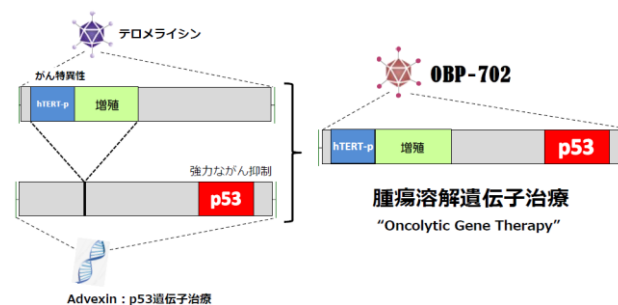 テロメライシン
がん特異性
hTERT-p
増殖
強力ながん抑制
p53
Advexin：p53遺伝子治療
OBP-702
hTERT-p
増殖
p53
腫瘍溶解遺伝子治療
“Oncolytic Gene Therapy”